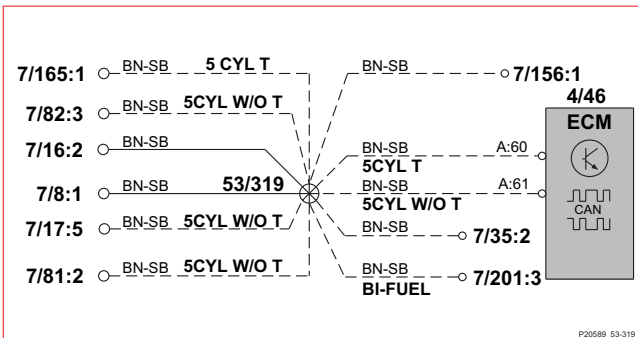 7/165:1 BN-SB 5 CYL T BN-SB 7/156:1
7/82:3 BN-SB 5CYL W/O T 4/46
ECM
7/16:2 BN-SB BN-SB A:60
5CYL T
7/8:1 BN-SB 53/319 BN-SB A:61
CAN
5CYL W/O T
7/17:5 BN-SB 5CYL W/O T BN-SB 7/35:2
7/81:2 BN-SB 5CYL W/O T BN-SB 7/201:3
BI-FUEL
P20589_53-319